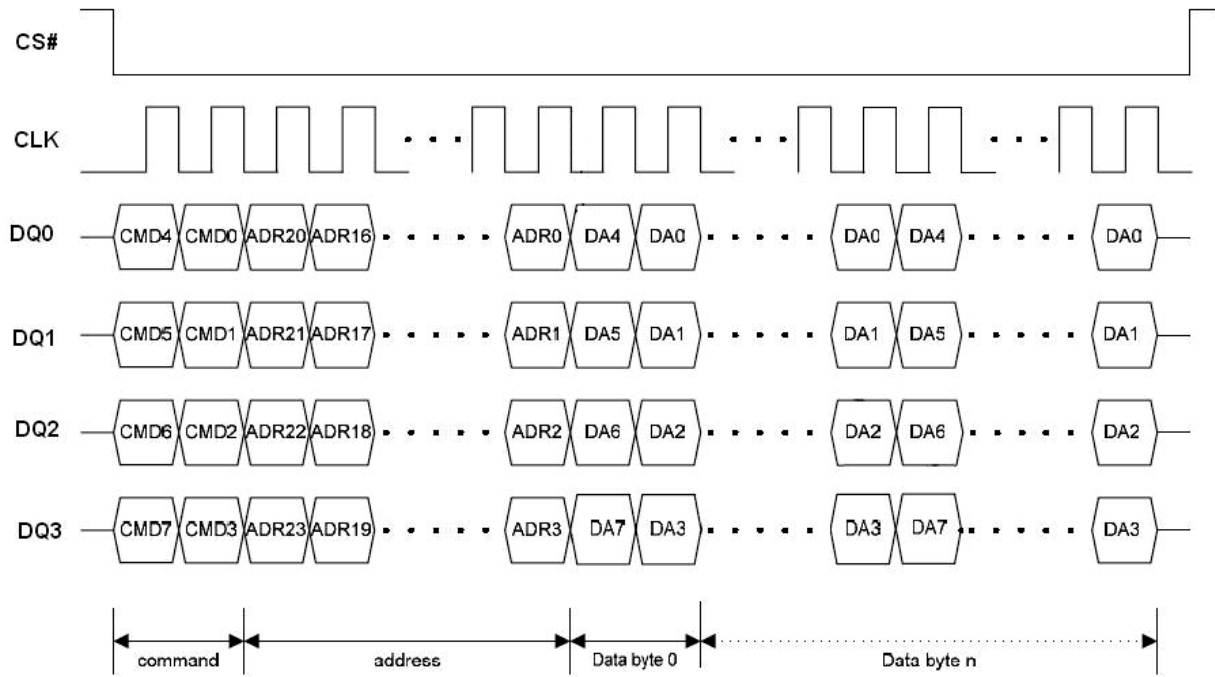 CS#
CLK
DQ0 CMD4 CMD0 ADR20 ADR16 ADR0 DA4 DA0 DA0 DA4 DA0
DQ1 CMD5 CMD1 ADR21 ADR17 ADR1 DA5 DA1 DA1 DA5 DA1
DQ2 CMD6 CMD2 ADR22 ADR18 ADR2 DA6 DA2 DA2 DA6 DA2
DQ3 CMD7 CMD3 ADR23 ADR19 ADR3 DA7 DA3 DA3 DA7 DA3
command address Data byte 0 Data byte n